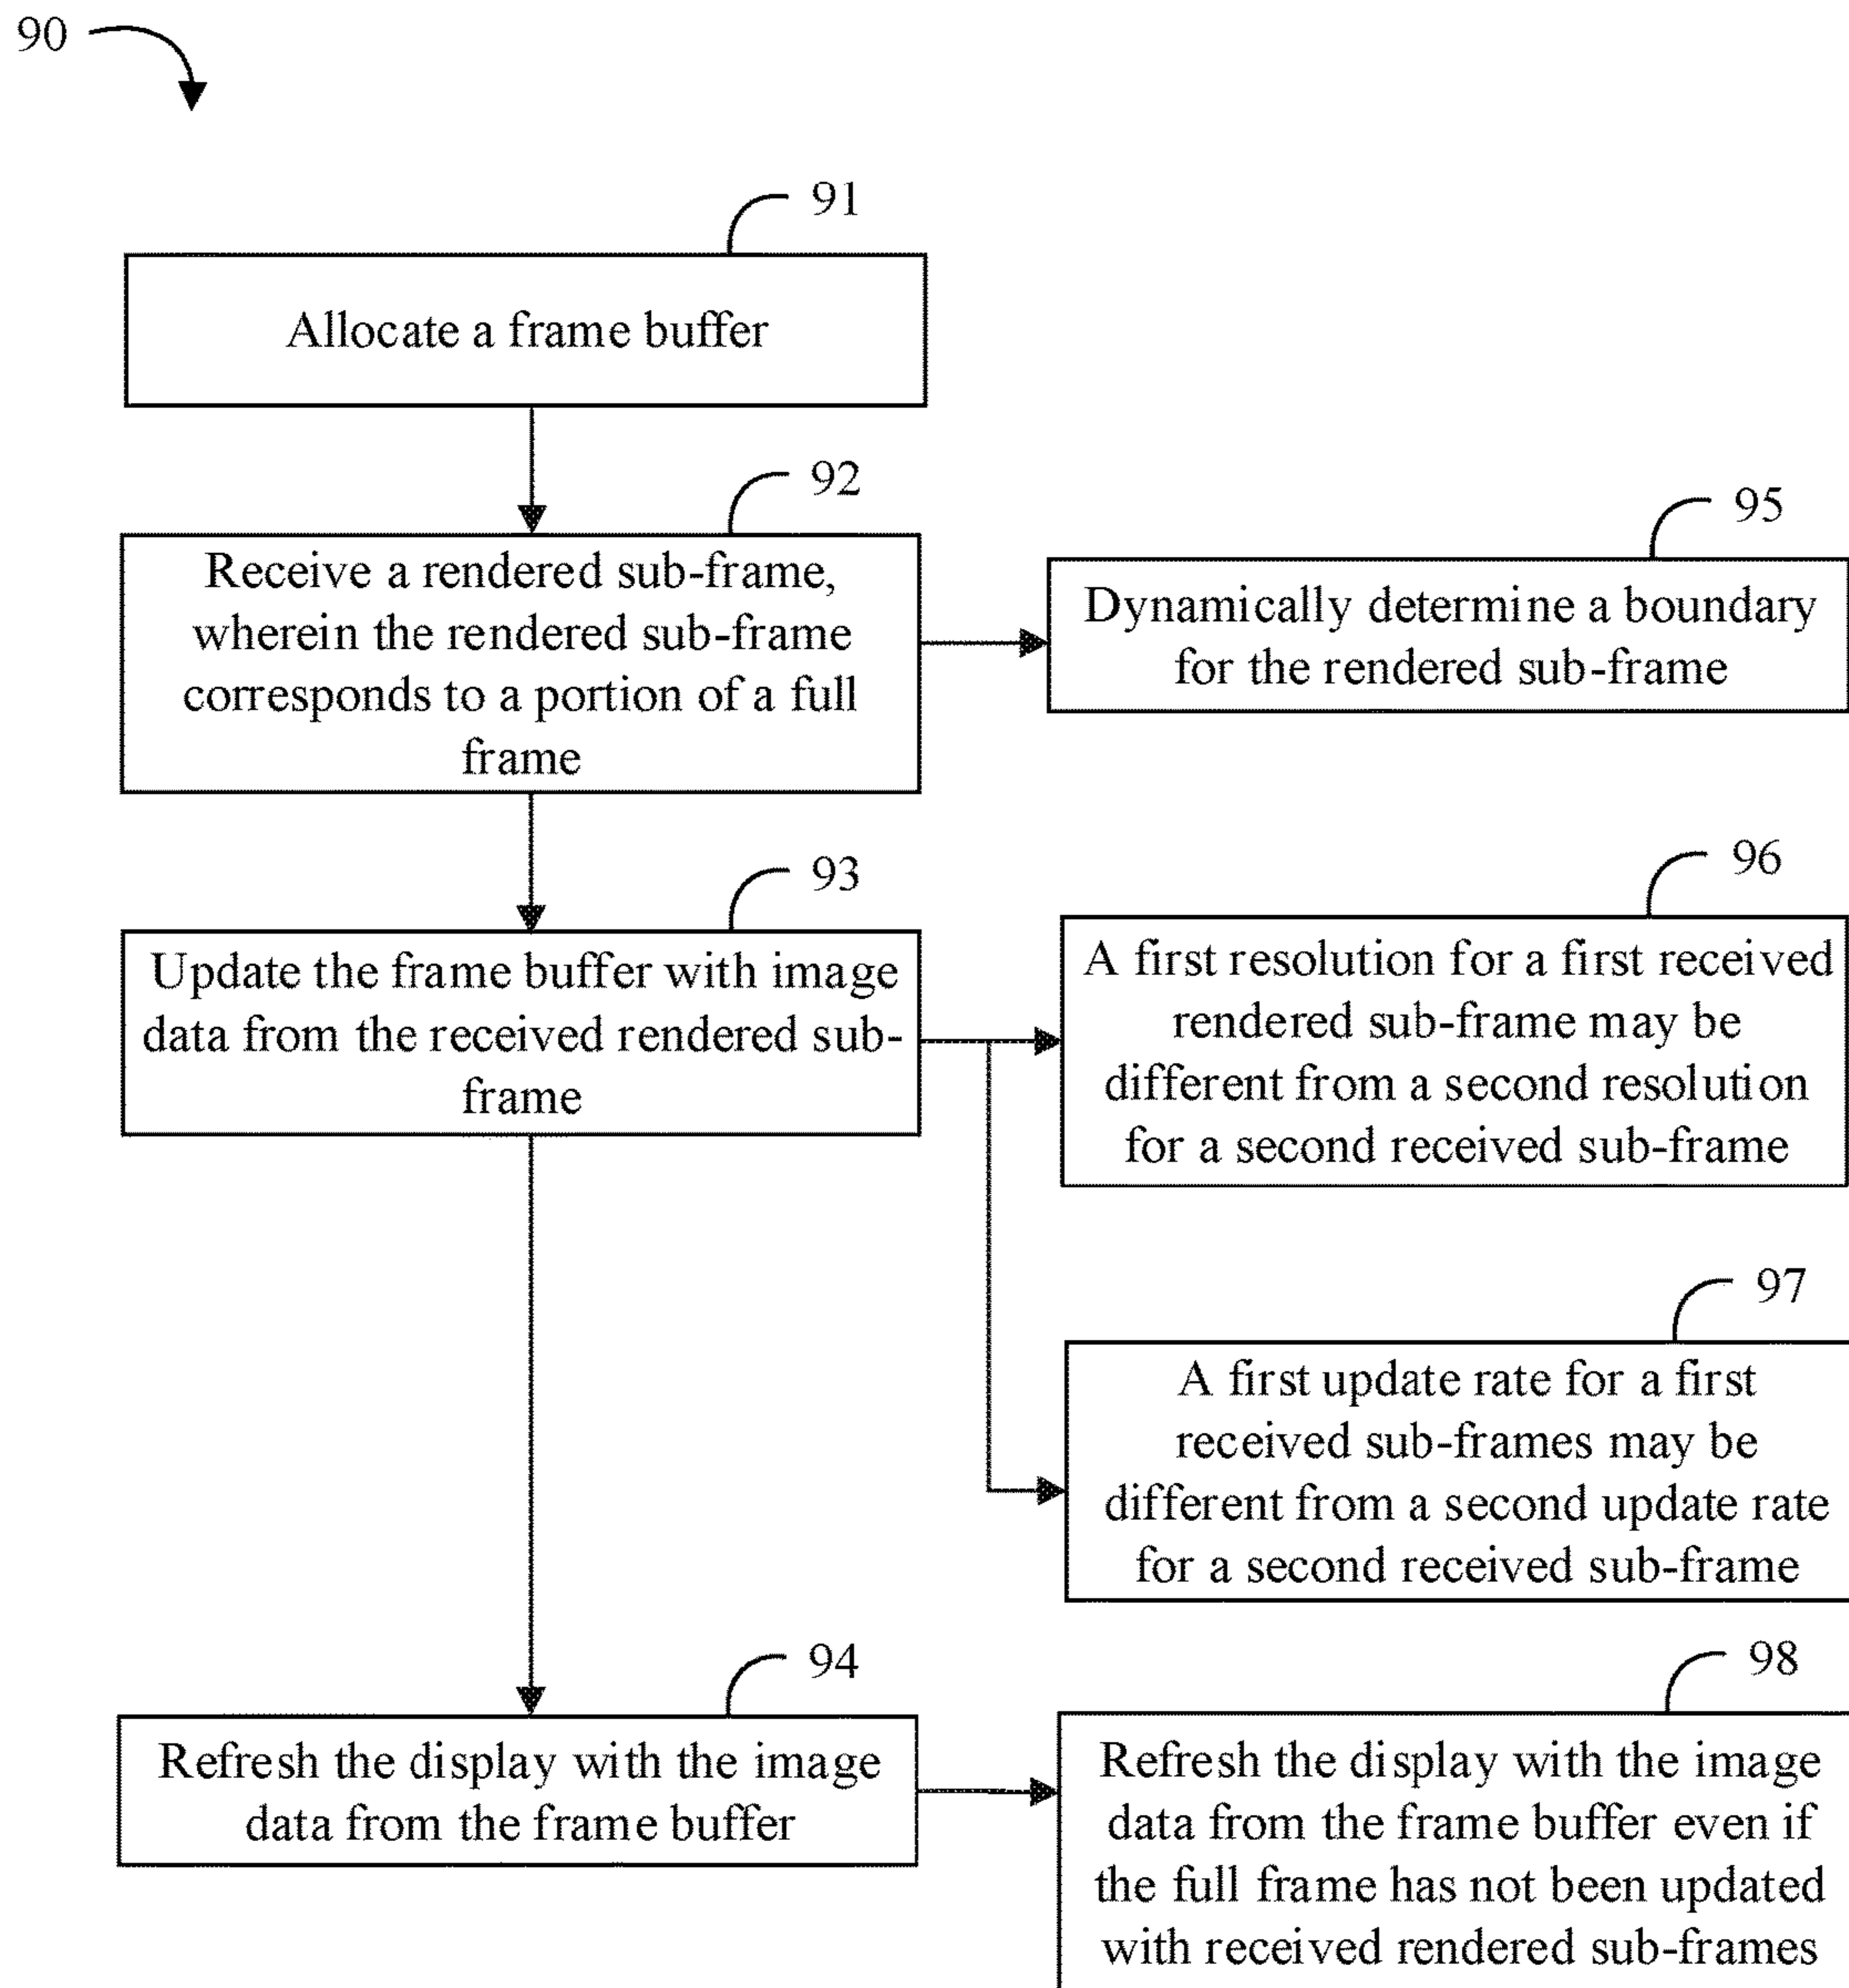 90
91
Allocate a frame buffer
92
Receive a rendered sub-frame,
wherein the rendered sub-frame
corresponds to a portion of a full
frame
95
Dynamically determine a boundary
for the rendered sub-frame
93
Update the frame buffer with image
data from the received rendered sub-
frame
96
A first resolution for a first received
rendered sub-frame may be
different from a second resolution
for a second received sub-frame
97
A first update rate for a first
received sub-frames may be
different from a second update rate
for a second received sub-frame
94
Refresh the display with the image
data from the frame buffer
98
Refresh the display with the image
data from the frame buffer even if
the full frame has not been updated
with received rendered sub-frames